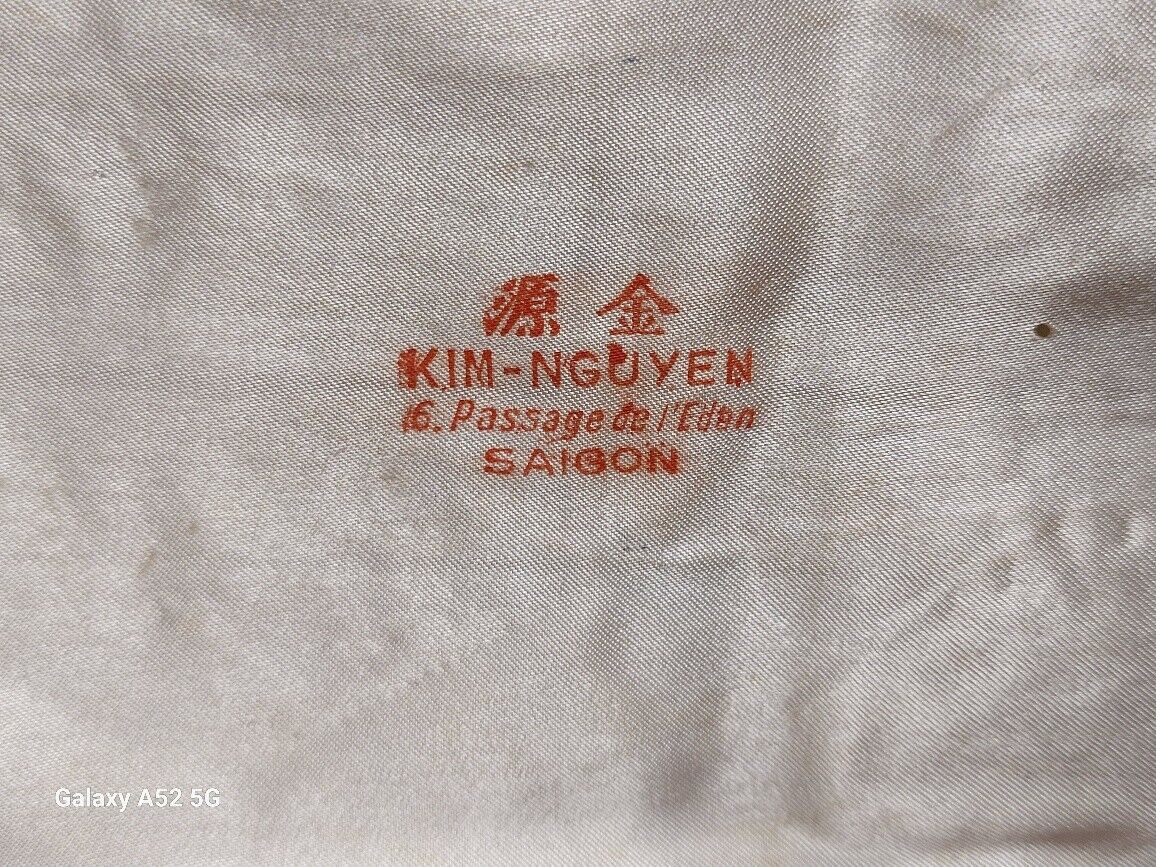 源 金
KIM-NGUYEN
16. Passage de l'Eden
SAIGON
Galaxy A52 5G